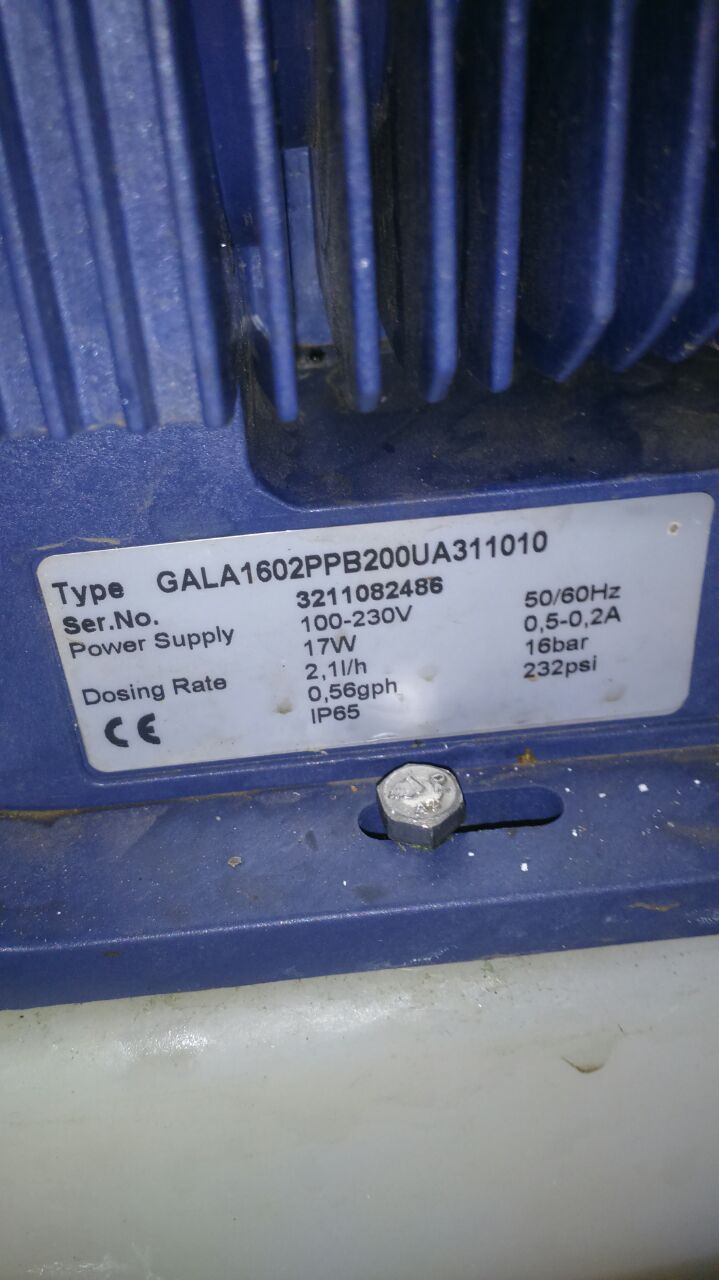 Type GALA1602PPB200UA311010
Ser.No. 3211082486
Power Supply 100-230V 50/60Hz
17W 0,5-0,2A
Dosing Rate 2,1l/h 16bar
0,56gph 232psi
CE IP65